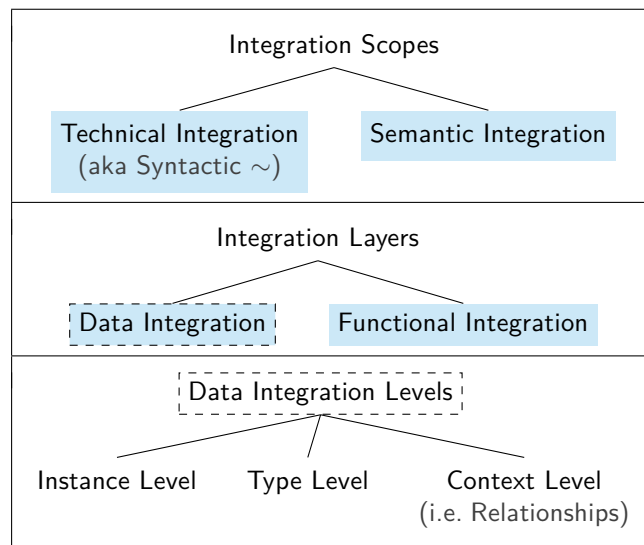 Integration Scopes
Technical Integration
(aka Syntactic ∼)
Semantic Integration
Integration Layers
Data Integration
Functional Integration
Data Integration Levels
Instance Level
Type Level
Context Level
(i.e. Relationships)